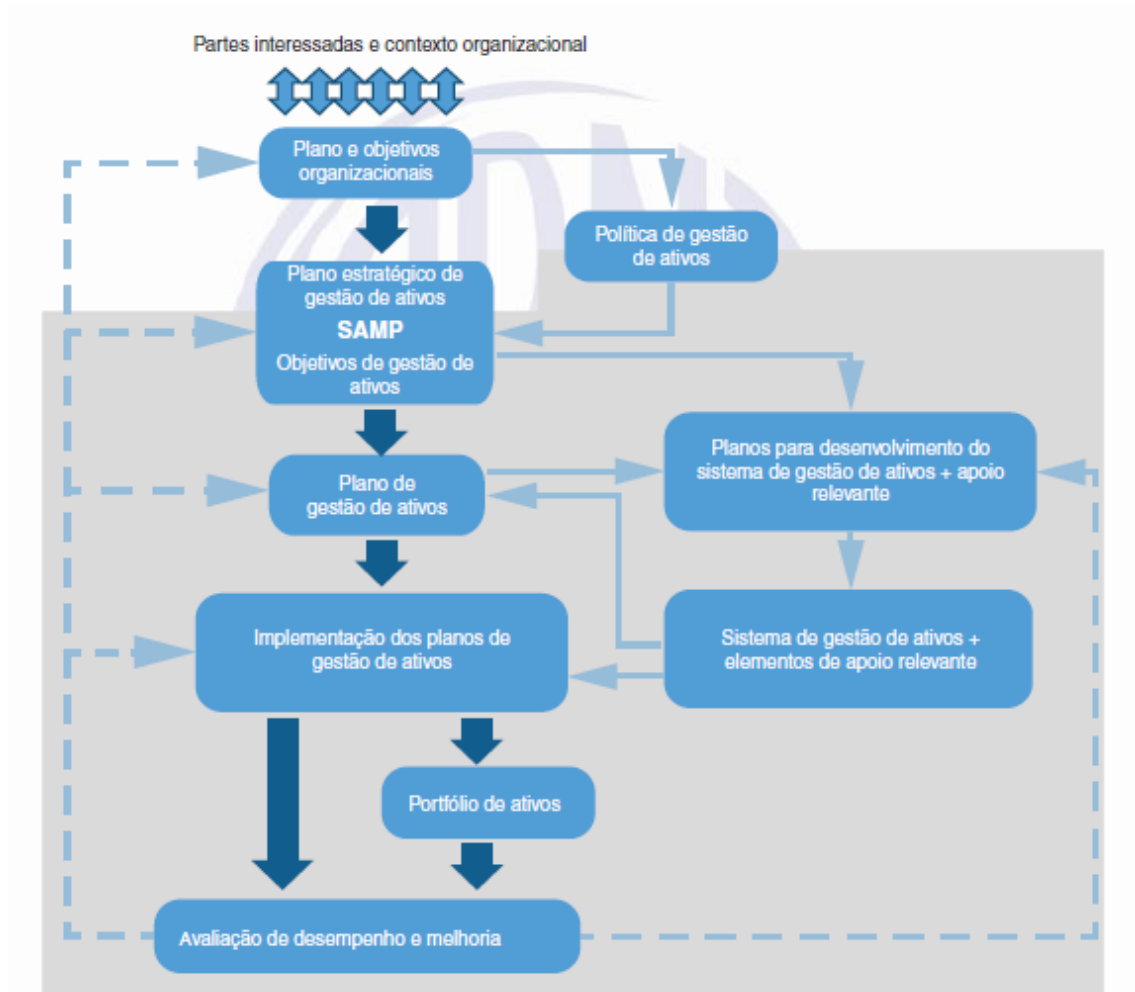 Partes interessadas e contexto organizacional
Plano e objetivos
organizacionais
Política de gestão
de ativos
Plano estratégico de
gestão de ativos
SAMP
Objetivos de gestão de
ativos
Planos para desenvolvimento do
sistema de gestão de ativos + apoio
relevante
Plano de
gestão de ativos
Implementação dos planos de
gestão de ativos
Sistema de gestão de ativos +
elementos de apoio relevante
Portfólio de ativos
Avaliação de desempenho e melhoria